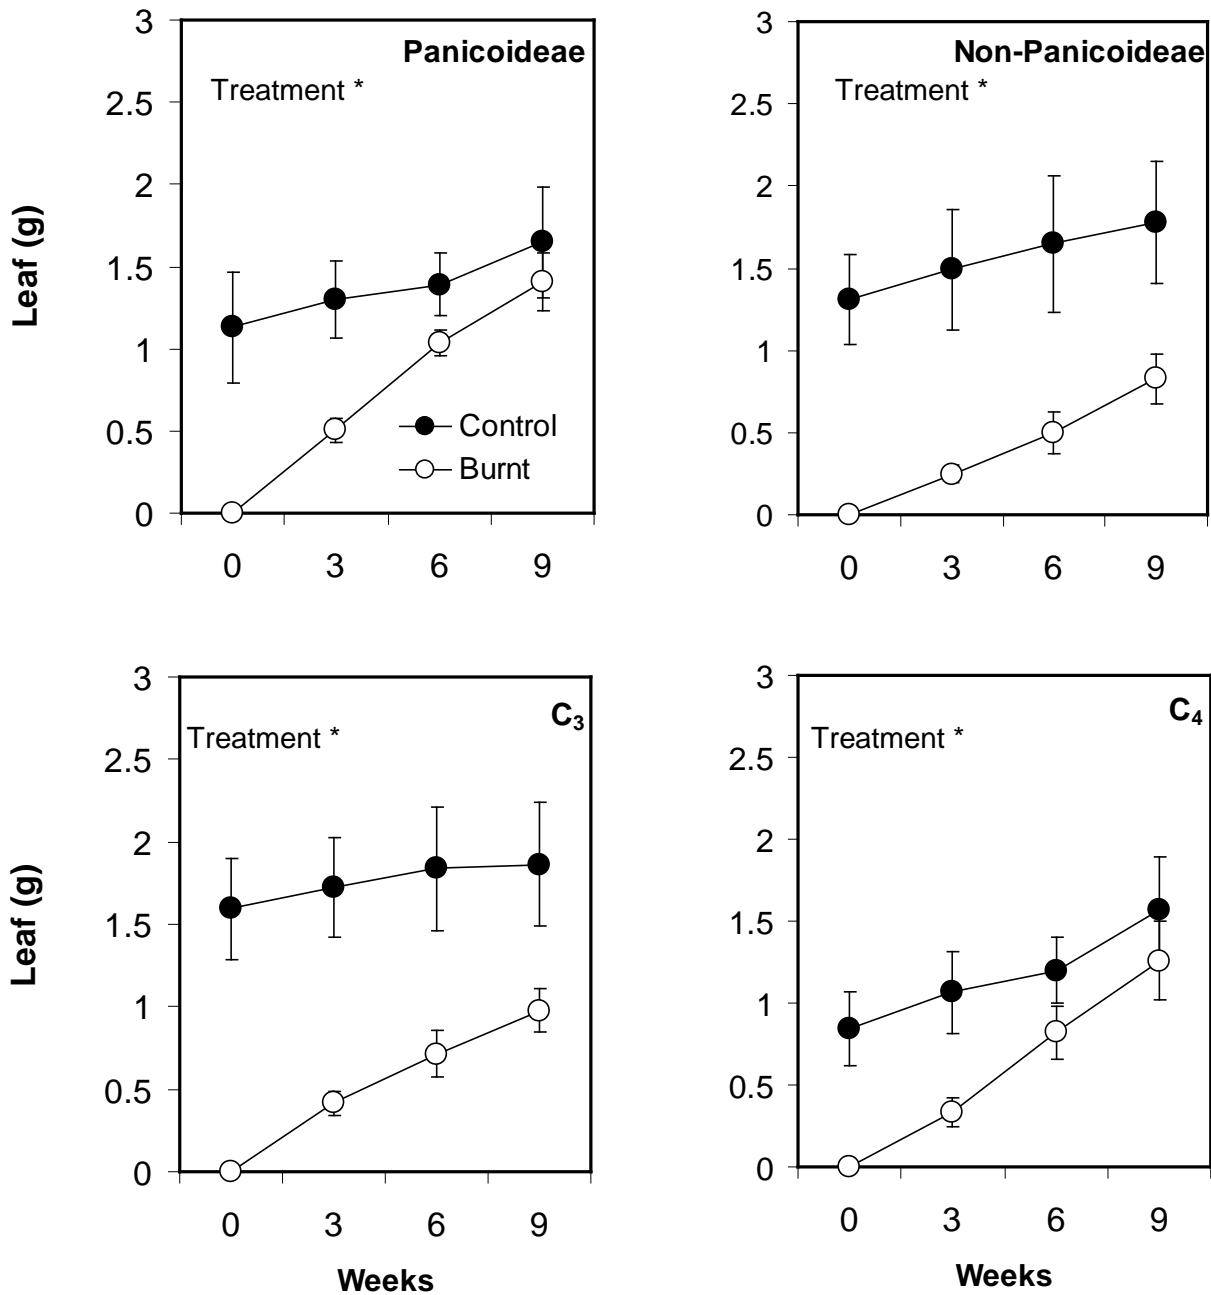 Panicoideae
Treatment *
3
2.5
2
1.5
1
0.5
0
Leaf (g)
Control
Burnt
0 3 6 9
Non-Panicoideae
Treatment *
3
2.5
2
1.5
1
0.5
0
0 3 6 9
C₃
Treatment *
3
2.5
2
1.5
1
0.5
0
Leaf (g)
0 3 6 9
Weeks
C₄
Treatment *
3
2.5
2
1.5
1
0.5
0
0 3 6 9
Weeks